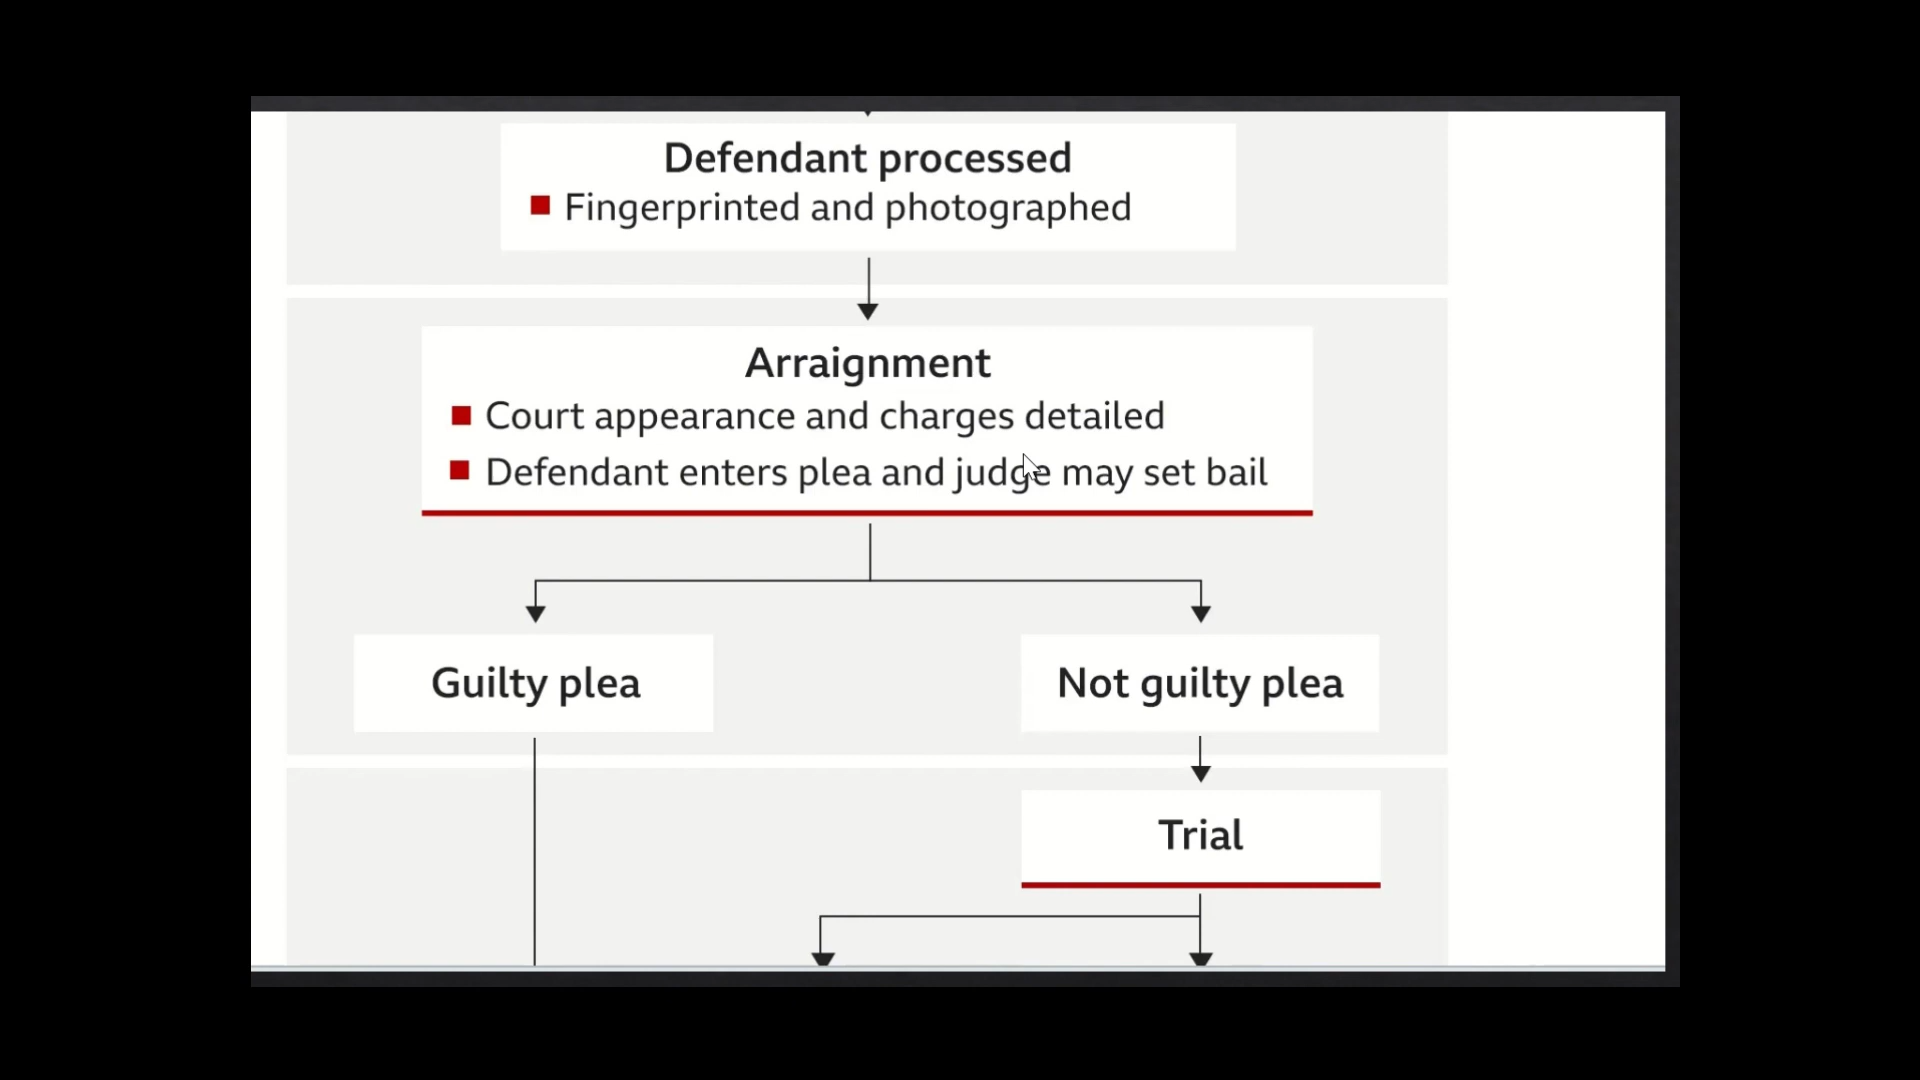 Defendant processed
Fingerprinted and photographed
Arraignment
Court appearance and charges detailed
Defendant enters plea and judge may set bail
Guilty plea
Not guilty plea
Trial